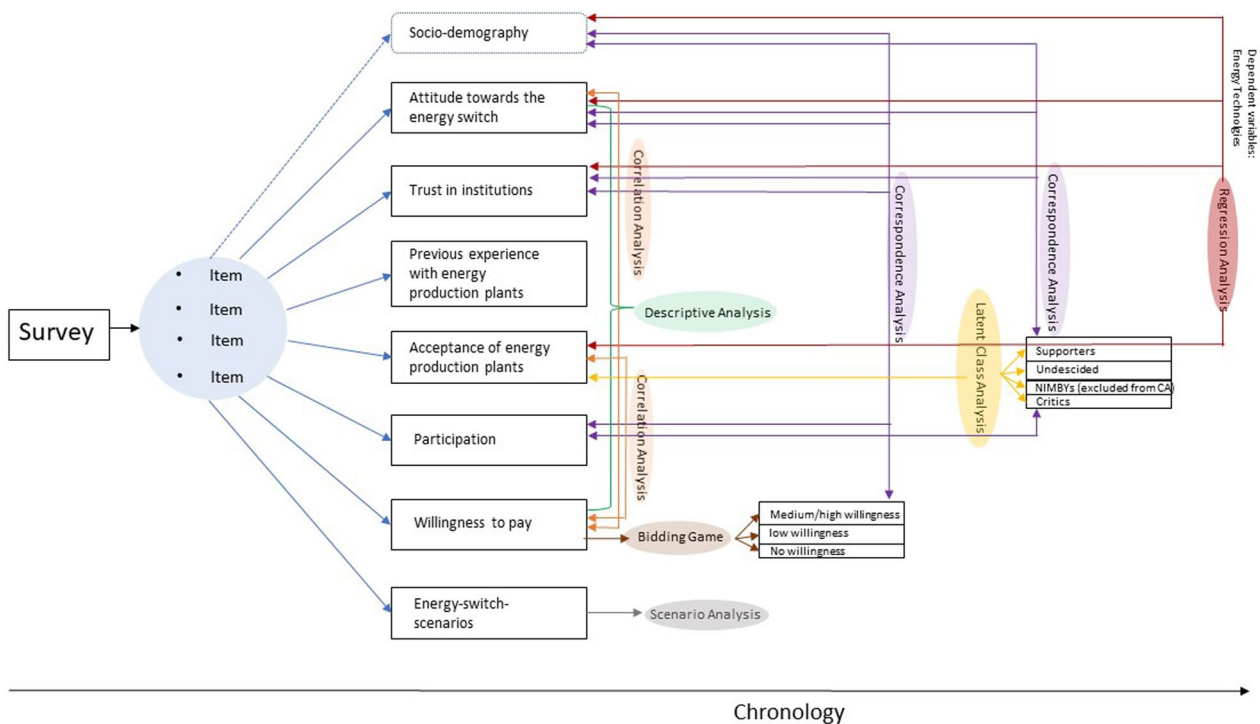 Socio-demography
Attitude towards the
energy switch
Trust in institutions
Previous experience
with energy
production plants
Acceptance of energy
production plants
Participation
Willingness to pay
Energy-switch-
scenarios
Survey
• Item
• Item
• Item
• Item
Correlation Analysis
Descriptive Analysis
Correlation Analysis
Bidding Game
Scenario Analysis
Medium/high willingness
low willingness
No willingness
Correspondence Analysis
Latent Class Analysis
Correspondence Analysis
Supporters
Undescided
NIMBYs (excluded from CA)
Critics
Regression Analysis
Dependent variables:
Energy Technologies
Chronology